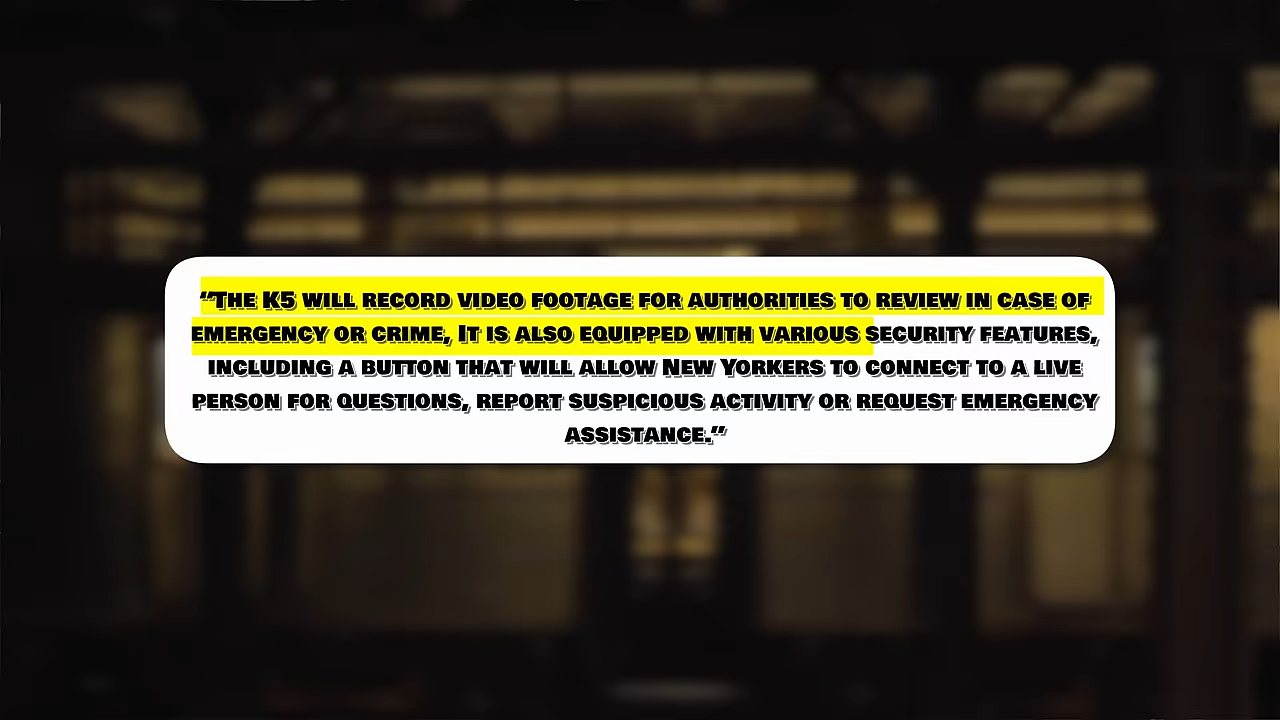 “The K5 will record video footage for authorities to review in case of
emergency or crime, It is also equipped with various security features,
including a button that will allow New Yorkers to connect to a live
person for questions, report suspicious activity or request emergency
assistance.”